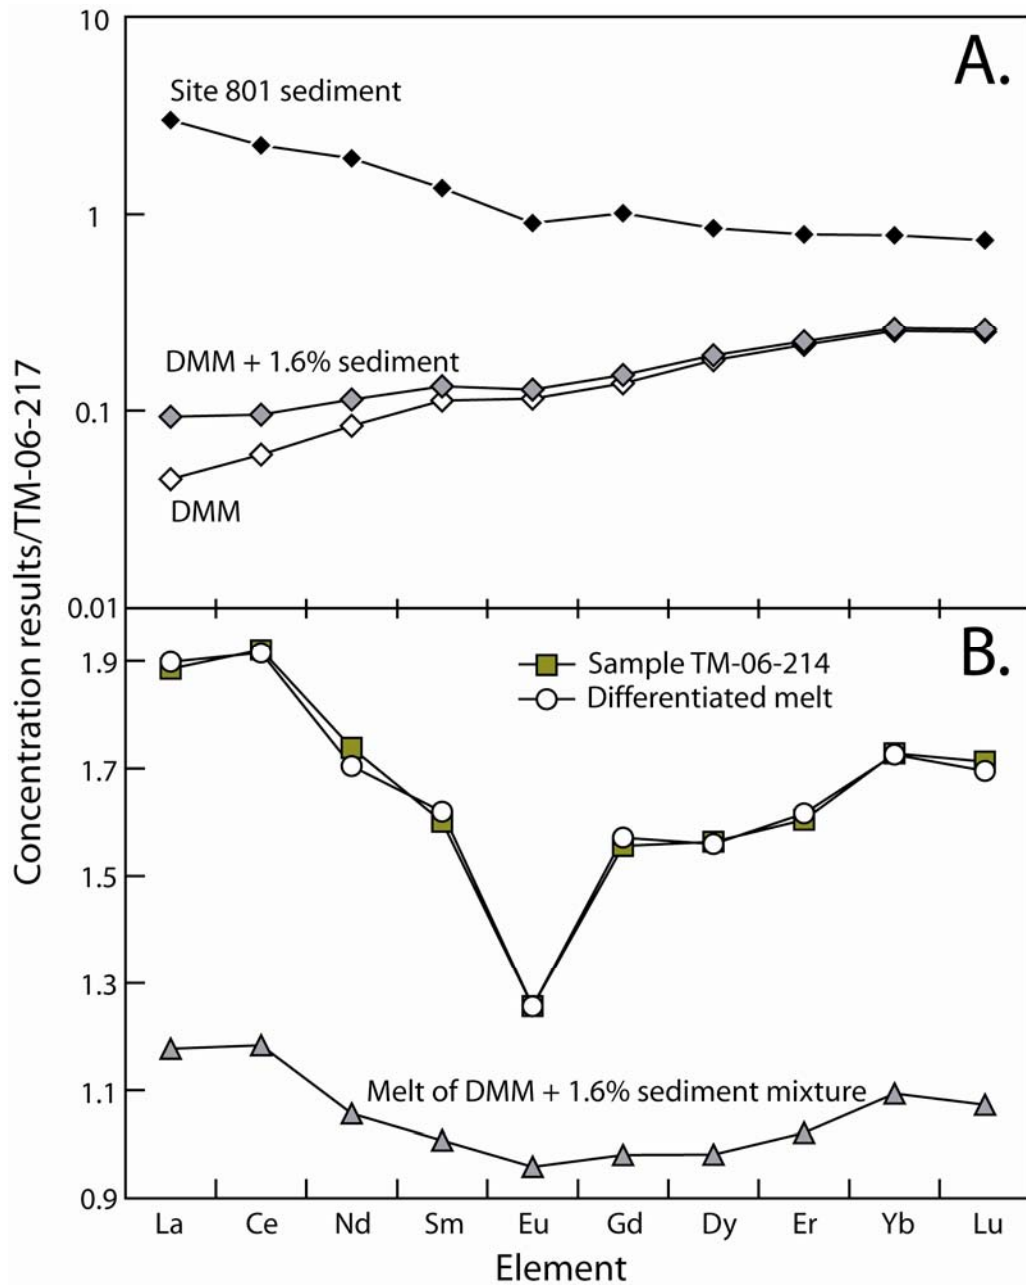 10
A.
Site 801 sediment
1
DMM + 1.6% sediment
0.1
DMM
Concentration results/TM-06-217
0.01
B.
1.9
Sample TM-06-214
Differentiated melt
1.7
1.5
1.3
1.1
Melt of DMM + 1.6% sediment mixture
0.9
La Ce Nd Sm Eu Gd Dy Er Yb Lu
Element